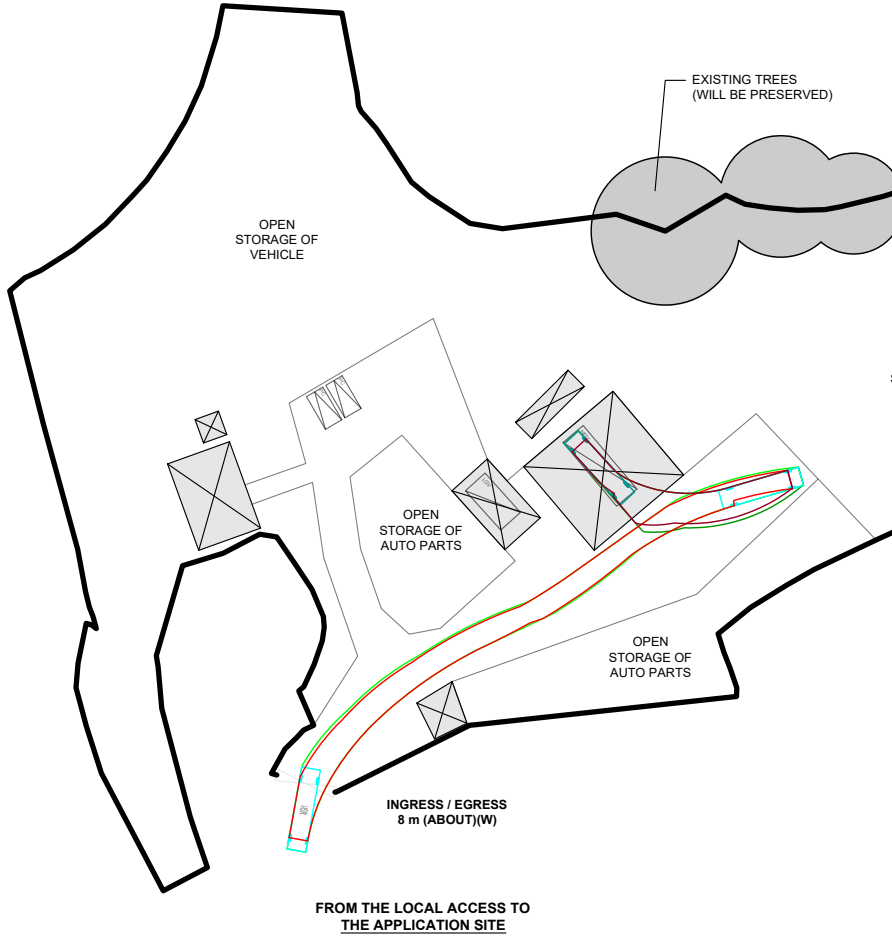 EXISTING TREES
(WILL BE PRESERVED)
OPEN
STORAGE OF
VEHICLE
OPEN
STORAGE OF
AUTO PARTS
OPEN
STORAGE OF
AUTO PARTS
INGRESS / EGRESS
8 m (ABOUT)(W)
FROM THE LOCAL ACCESS TO
THE APPLICATION SITE